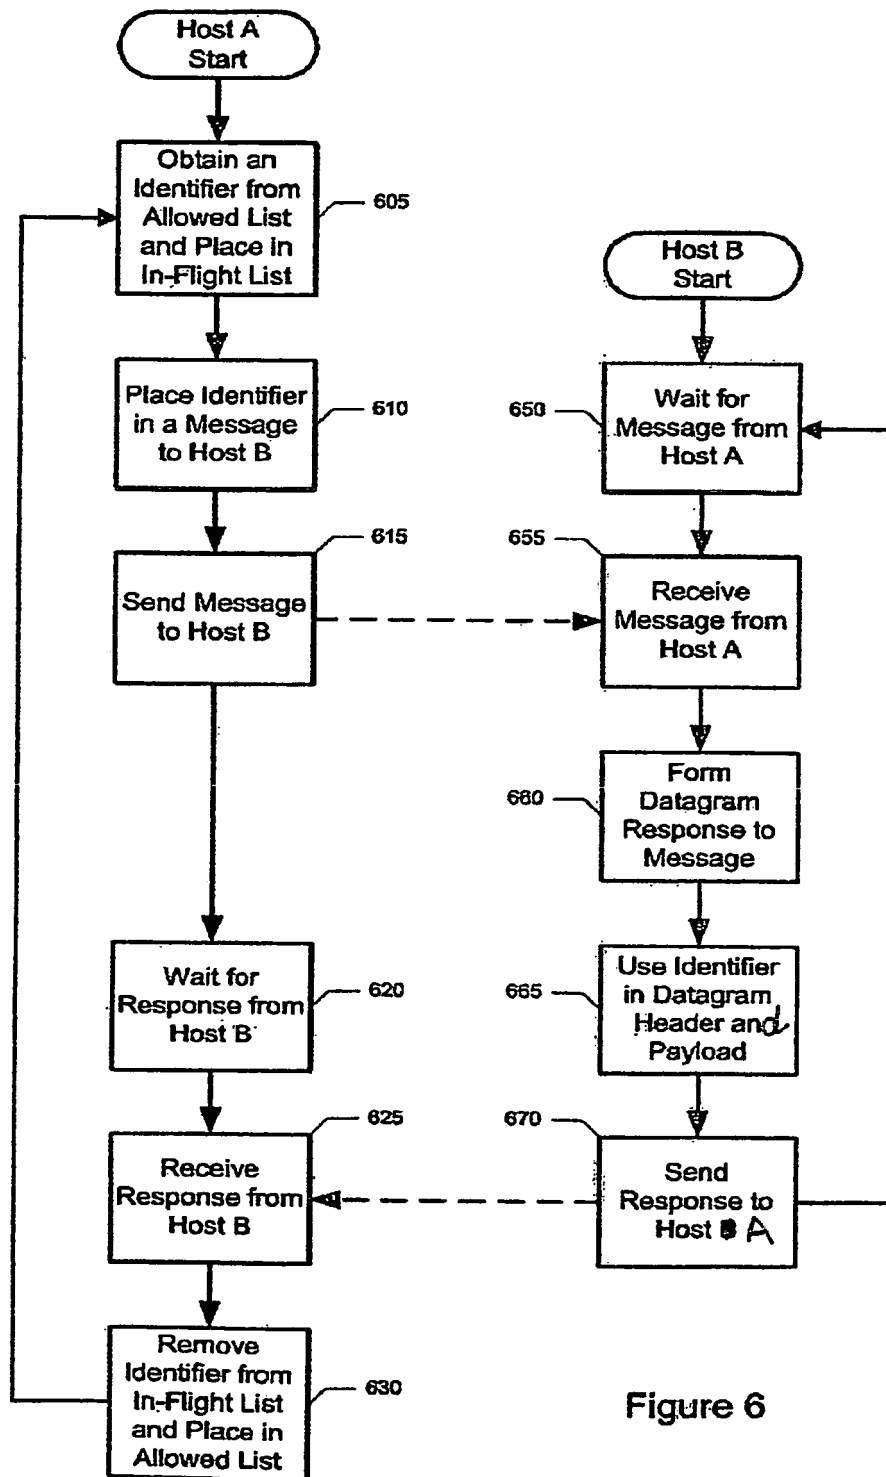 Host A
Start
Obtain an
Identifier from
Allowed List
and Place in
In-Flight List
605
Place Identifier
in a Message
to Host B
610
Send Message
to Host B
615
Wait for
Response from
Host B
620
Receive
Response from
Host B
625
Remove
Identifier from
In-Flight List
and Place in
Allowed List
630
Host B
Start
650
Wait for
Message from
Host A
655
Receive
Message from
Host A
660
Form
Datagram
Response to
Message
665
Use Identifier
in Datagram
Header and
Payload
670
Send
Response to
Host A
Figure 6